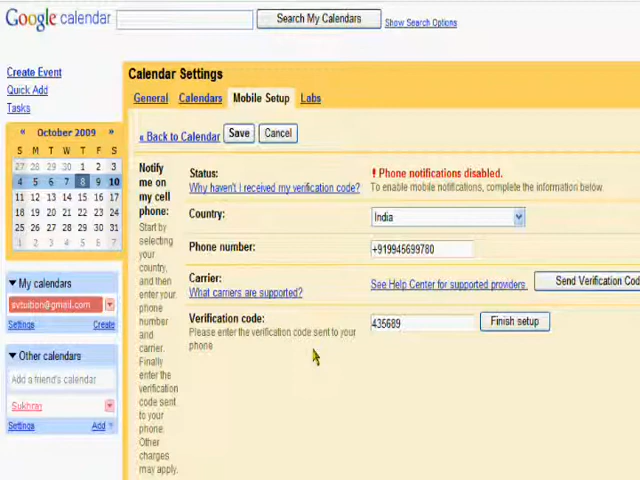 Google calendar
Search My Calendars
Show Search Options
Create Event
Quick Add
Tasks
« October 2009 »
S M T W T F S
27 28 29 30 1 2 3
4 5 6 7 8 9 10
11 12 13 14 15 16 17
18 19 20 21 22 23 24
25 26 27 28 29 30 31
1 2 3 4 5 6 7
My calendars
svtuition@gmail.com
Settings Create
Other calendars
Add a friend's calendar
Sukhraj
Settings Add
Calendar Settings
General Calendars Mobile Setup Labs
« Back to Calendar Save Cancel
Notify
me on
my cell
phone:
Start by
selecting
your
country,
and then
enter your
phone
number
and
carrier.
Finally
enter the
verification
code sent
to your
phone.
Other
charges
may apply.
Status:
Why haven't I received my verification code?
! Phone notifications disabled.
To enable mobile notifications, complete the information below.
Country:
India
Phone number:
+919945699780
Carrier:
What carriers are supported?
See Help Center for supported providers.
Send Verification Cod
Verification code:
Please enter the verification code sent to your
phone
435689
Finish setup